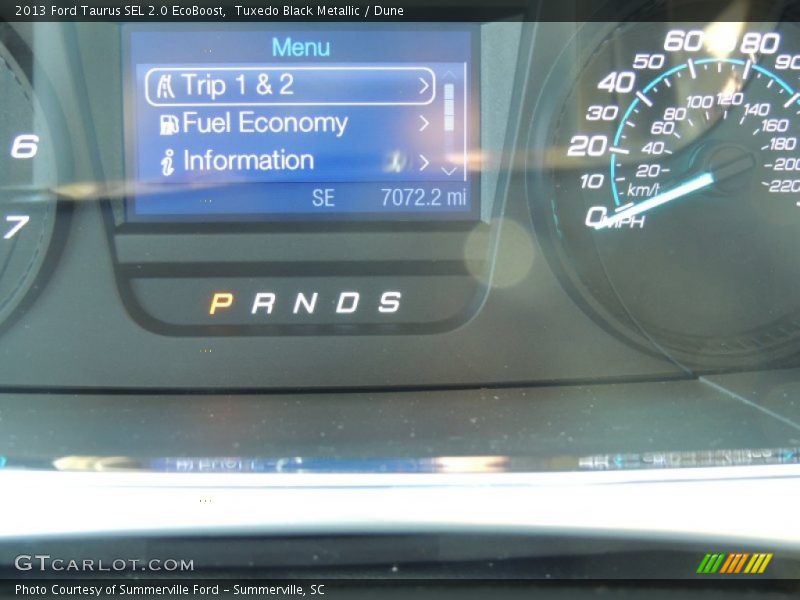 2013 Ford Taurus SEL 2.0 EcoBoost, Tuxedo Black Metallic / Dune
Menu
Trip 1 & 2
Fuel Economy
Information
SE 7072.2 mi
P R N D S
6
7
0 10 20 30 40 50 60 80 90
MPH
20 40 60 80 100 120 140 160 180 200 220
km/h
GTCARLOT.COM
Photo Courtesy of Summerville Ford - Summerville, SC